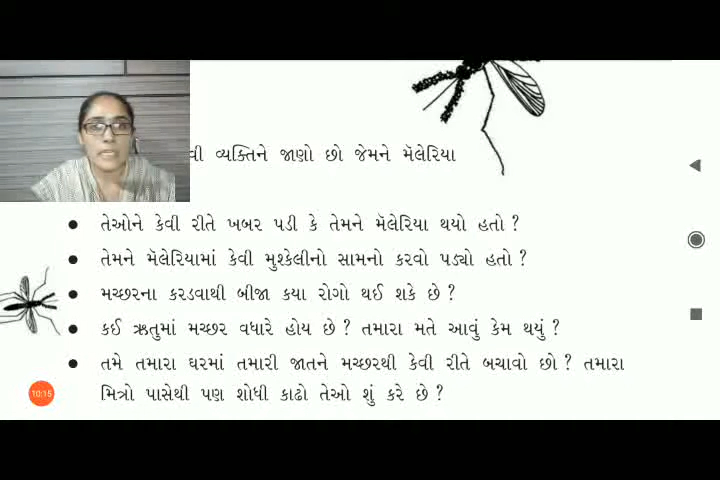 વી વ્યક્તિને જાણો છો જેમને મૅલેરિયા
તેઓને કેવી રીતે ખબર પડી કે તેમને મૅલેરિયા થયો હતો ?
તેમને મૅલેરિયામાં કેવી મુશ્કેલીનો સામનો કરવો પડ્યો હતો ?
મચ્છરના કરડવાથી બીજા કયા રોગો થઈ શકે છે ?
કઈ ઋતુમાં મચ્છર વધારે હોય છે ? તમારા મતે આવું કેમ થયું ?
તમે તમારા ઘરમાં તમારી જાતને મચ્છરથી કેવી રીતે બચાવો છો ? તમારા
મિત્રો પાસેથી પણ શોધી કાઢો તેઓ શું કરે છે ?
10:15